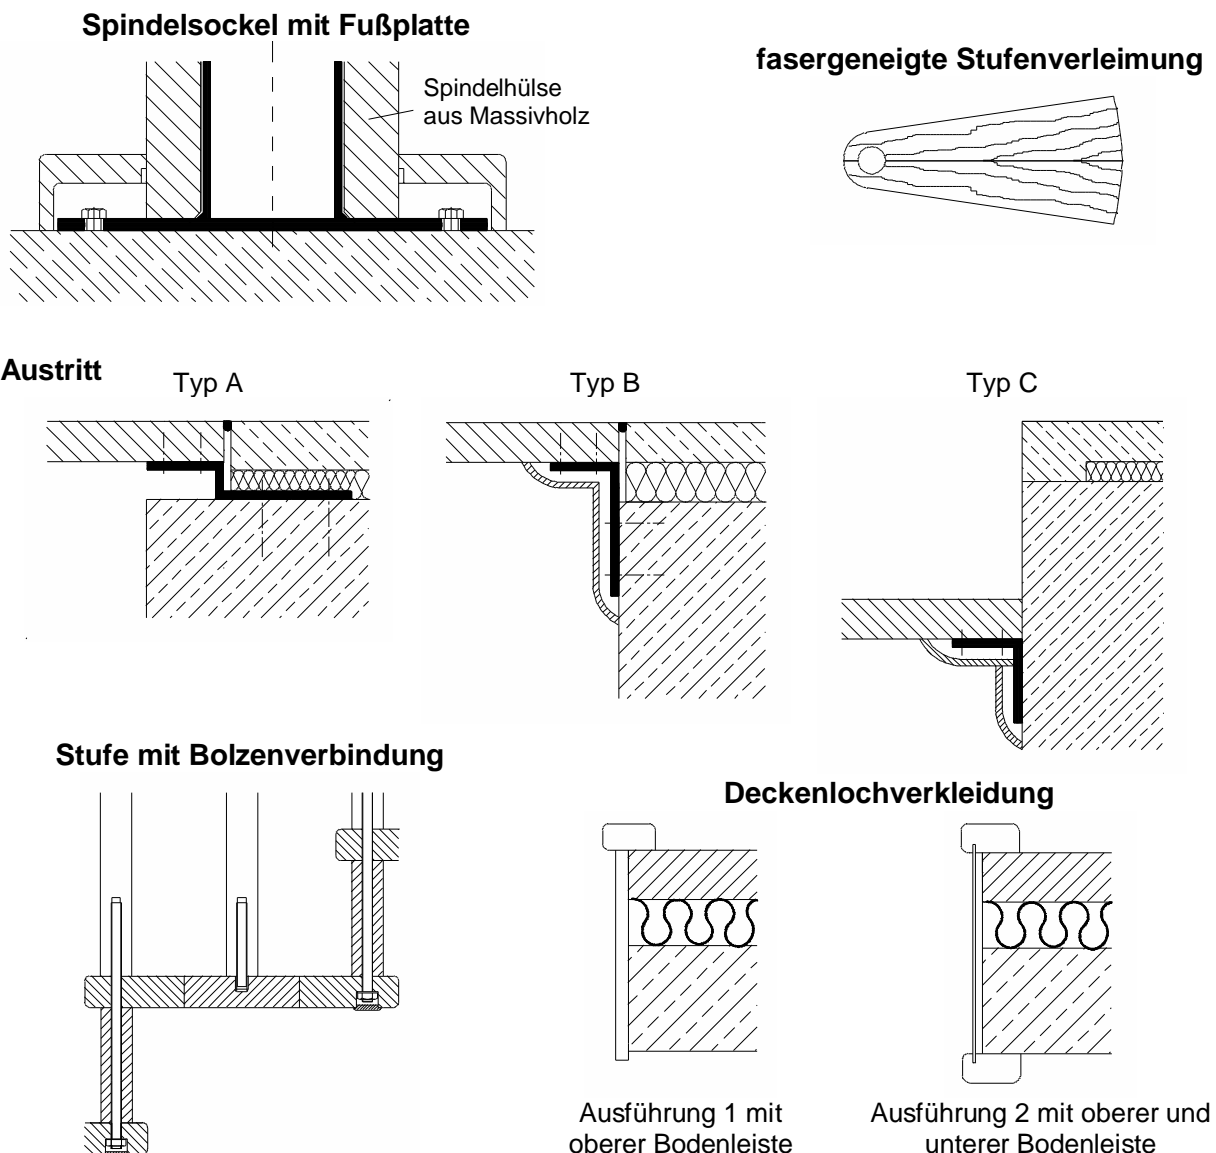 Spindelsockel mit Fußplatte
fasergeneigte Stufenverleimung
Spindelhülse
aus Massivholz
Austritt
Typ A
Typ B
Typ C
Stufe mit Bolzenverbindung
Deckenlochverkleidung
Ausführung 1 mit
oberer Bodenleiste
Ausführung 2 mit oberer und
unterer Bodenleiste